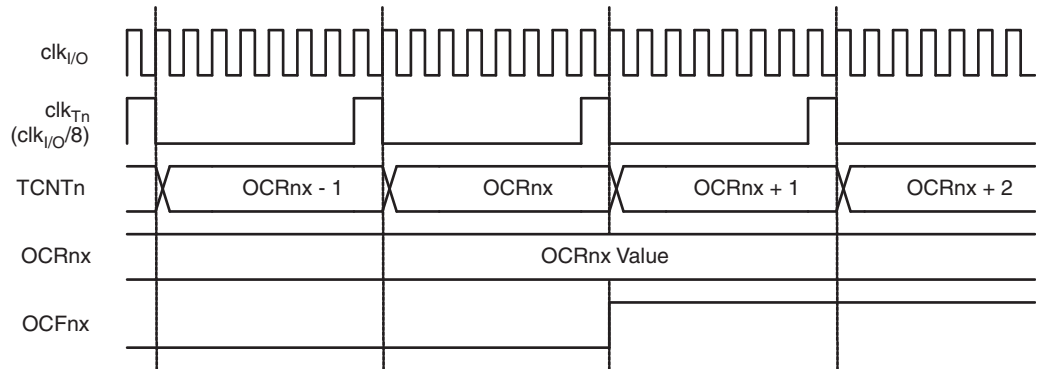 clkI/O
clkTn
(clkI/O/8)
TCNTn
OCRnx - 1
OCRnx
OCRnx + 1
OCRnx + 2
OCRnx
OCRnx Value
OCFnx